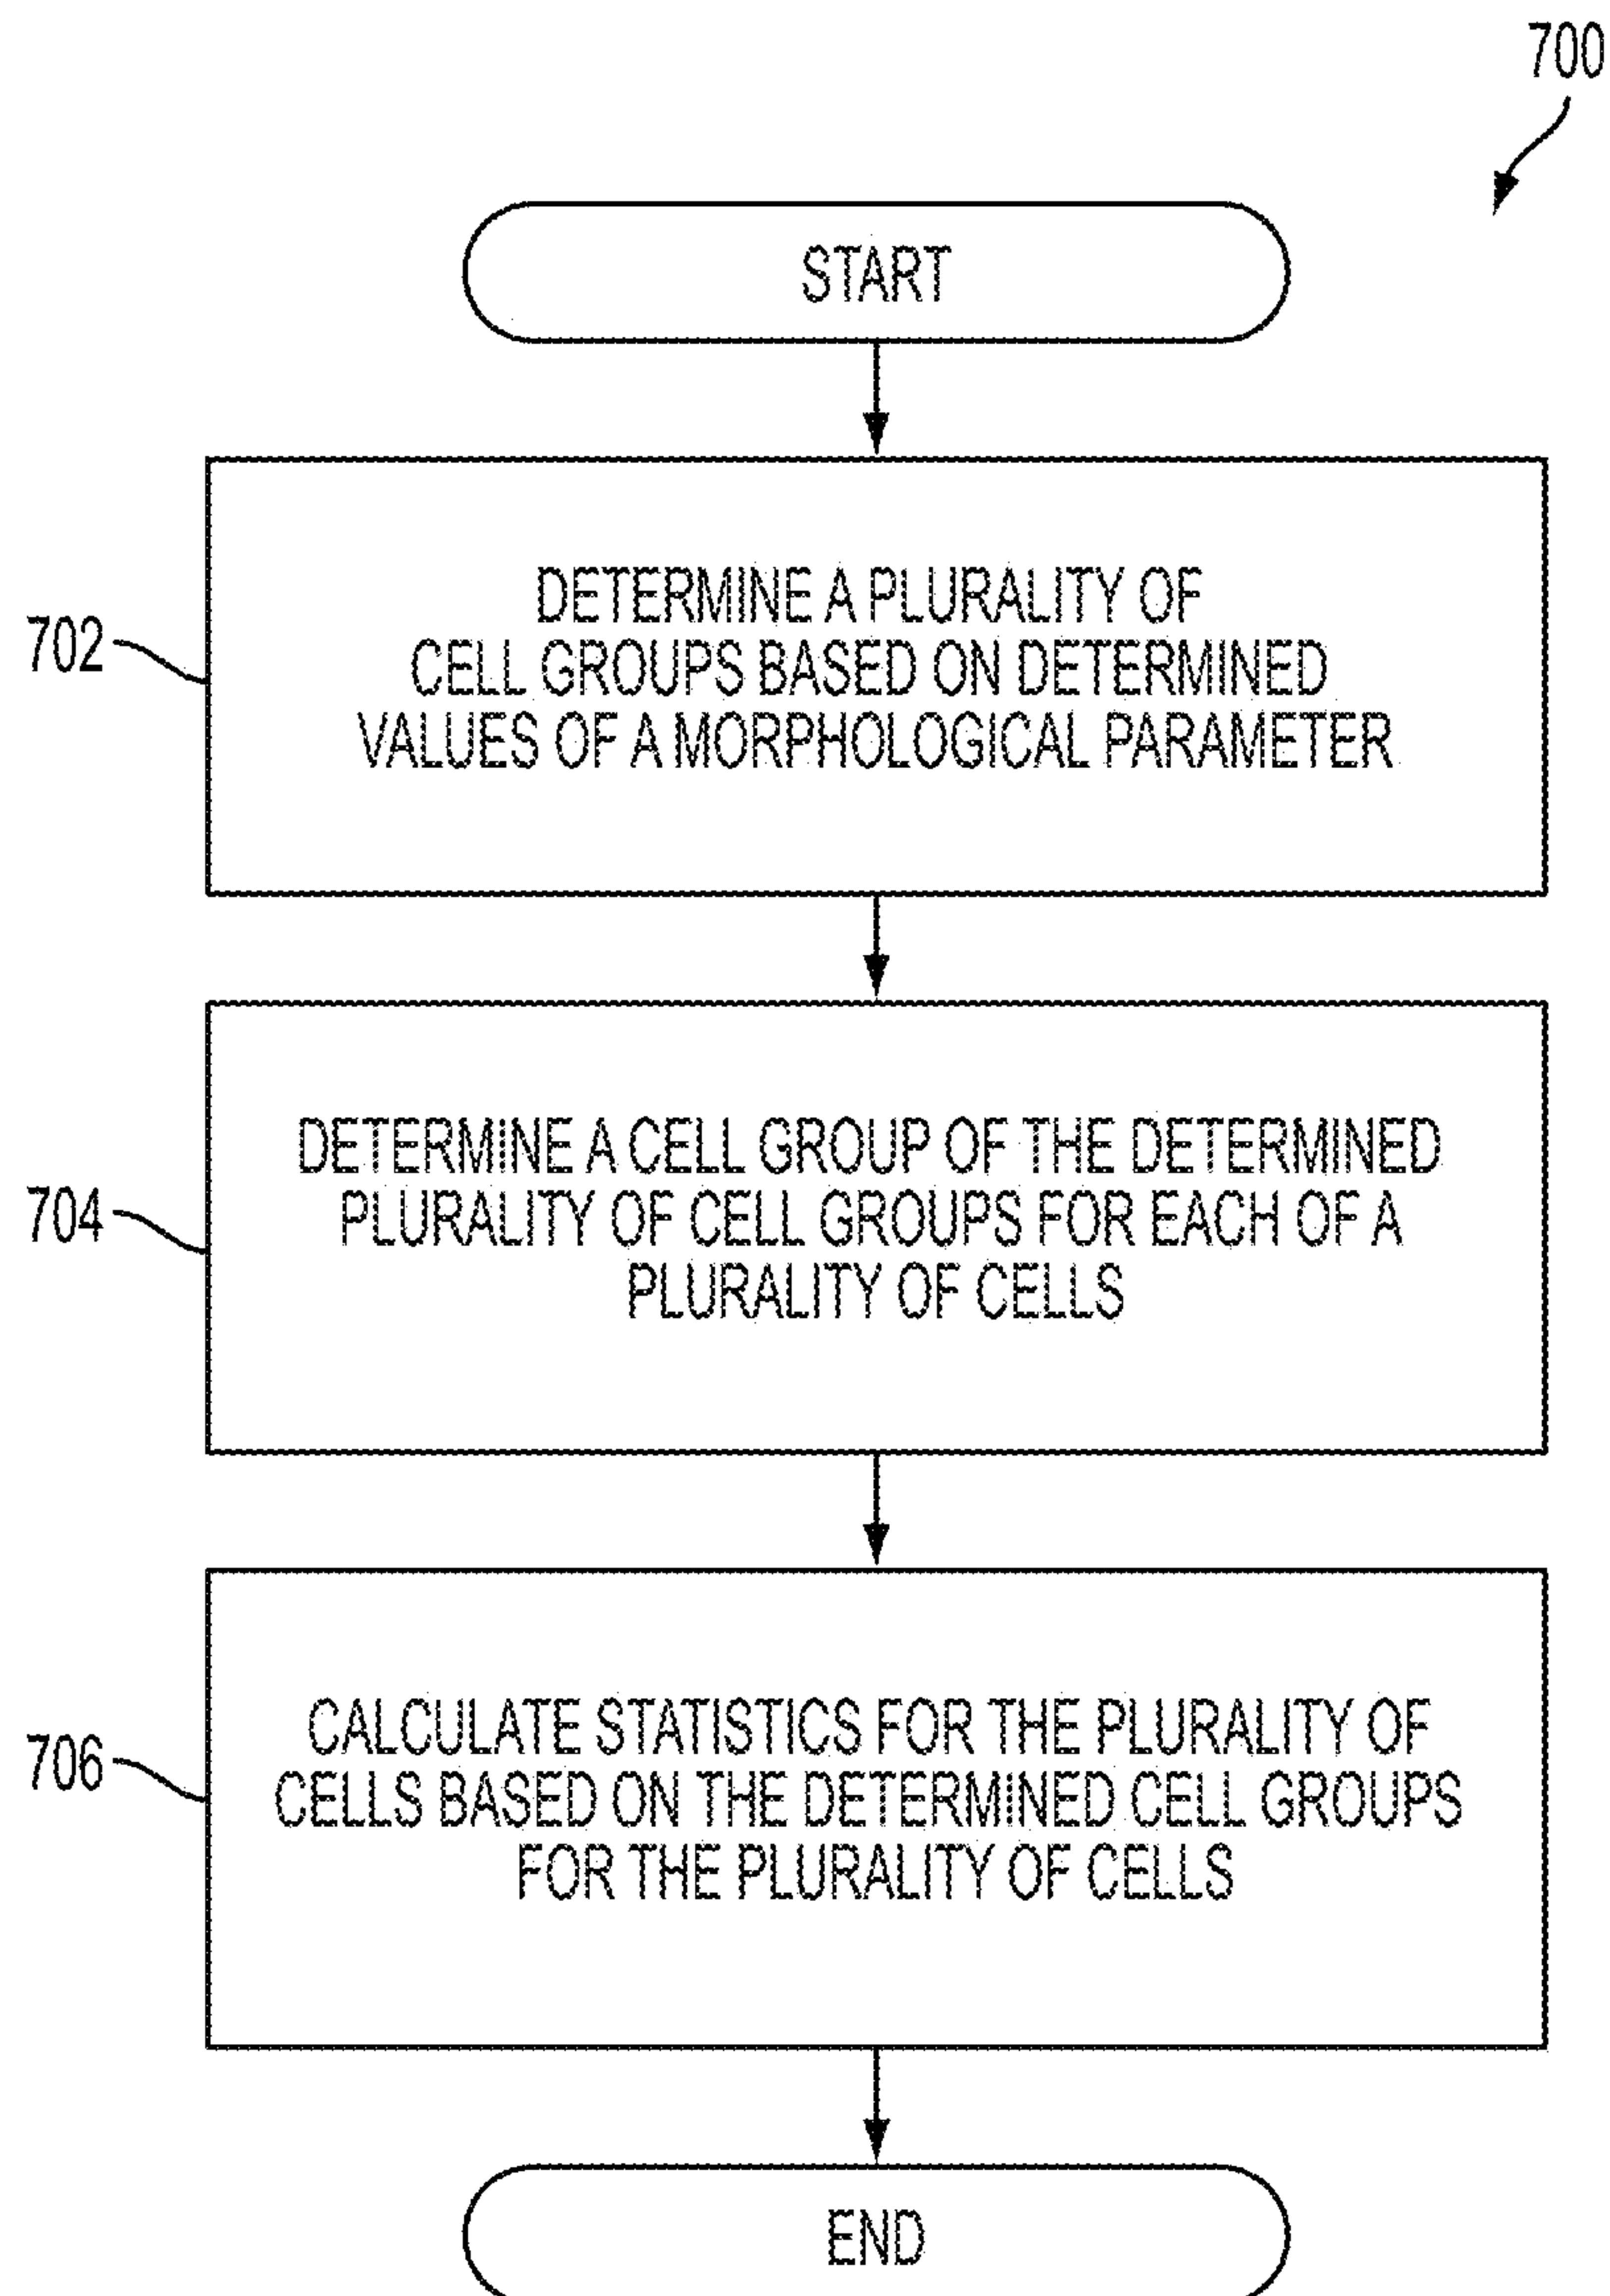 700
START
702
DETERMINE A PLURALITY OF
CELL GROUPS BASED ON DETERMINED
VALUES OF A MORPHOLOGICAL PARAMETER
704
DETERMINE A CELL GROUP OF THE DETERMINED
PLURALITY OF CELL GROUPS FOR EACH OF A
PLURALITY OF CELLS
706
CALCULATE STATISTICS FOR THE PLURALITY OF
CELLS BASED ON THE DETERMINED CELL GROUPS
FOR THE PLURALITY OF CELLS
END